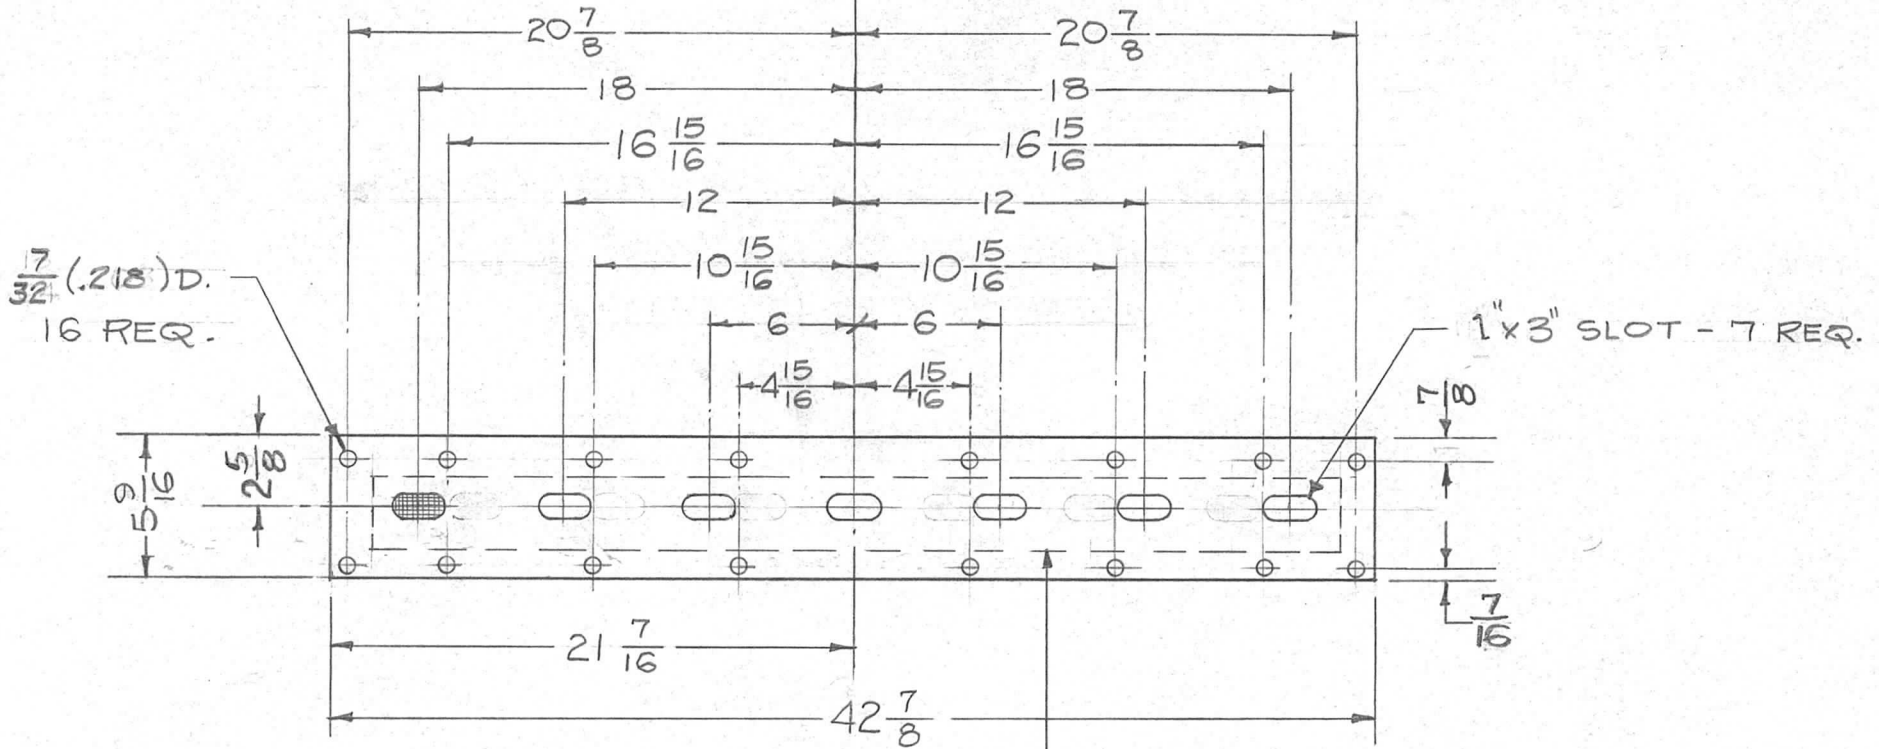 20 7/8 20 7/8
18 18
16 15/16 16 15/16
12 12
10 15/16 10 15/16
17/32 (.218) D.
16 REQ.
6 6
1"x3" SLOT - 7 REQ.
4 15/16 4 15/16
7/8
2 5/8
5 9/16
7/16
21 7/16
42 7/8